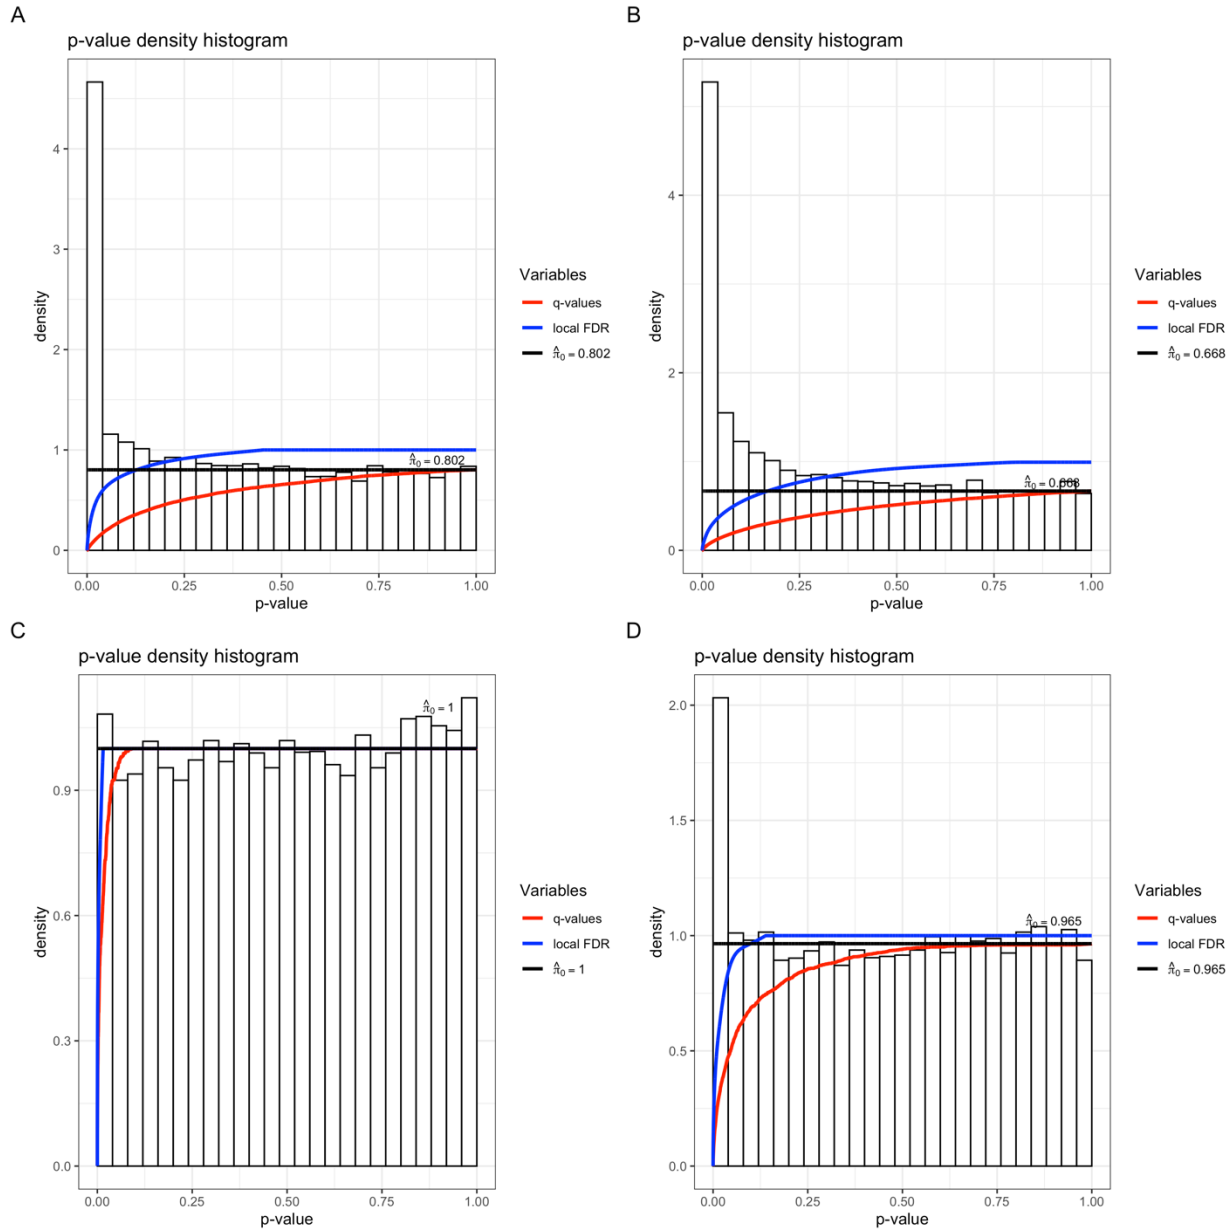 A
p-value density histogram
4
3
2
1
0
density
π̂₀ = 0.802
0.00 0.25 0.50 0.75 1.00
p-value
Variables
q-values
local FDR
π̂₀ = 0.802
B
p-value density histogram
4
2
0
density
π̂₀ = 0.668
0.00 0.25 0.50 0.75 1.00
p-value
Variables
q-values
local FDR
π̂₀ = 0.668
C
p-value density histogram
0.9
0.6
0.3
0.0
density
π̂₀ = 1
0.00 0.25 0.50 0.75 1.00
p-value
Variables
q-values
local FDR
π̂₀ = 1
D
p-value density histogram
2.0
1.5
1.0
0.5
0.0
density
π̂₀ = 0.965
0.00 0.25 0.50 0.75 1.00
p-value
Variables
q-values
local FDR
π̂₀ = 0.965